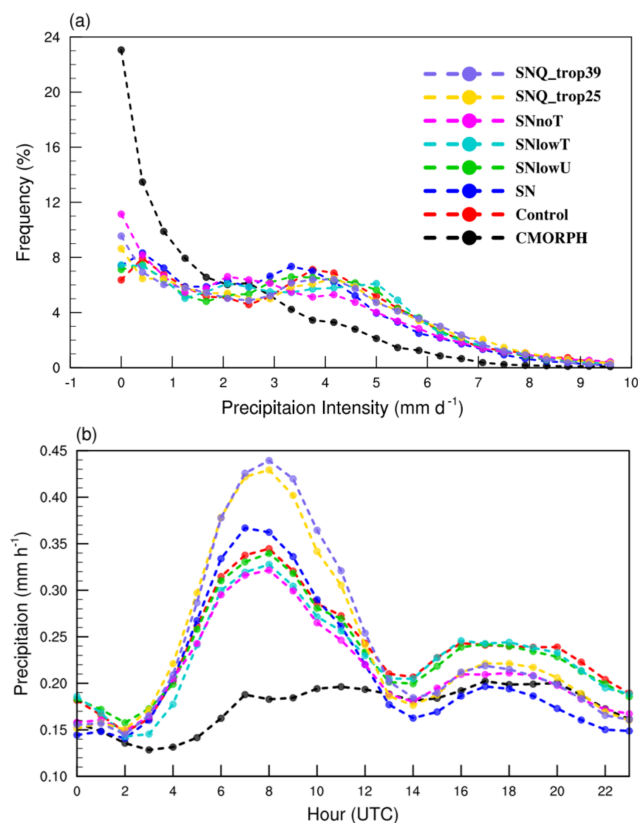 (a)
24
20
16
12
8
4
0
Frequency (%)
SNQ_trop39
SNQ_trop25
SNnoT
SNlowT
SNlowU
SN
Control
CMORPH
-1 0 1 2 3 4 5 6 7 8 9 10
Precipitaion Intensity (mm d-1)
(b)
0.45
0.40
0.35
0.30
0.25
0.20
0.15
0.10
Precipitaion (mm h-1)
0 2 4 6 8 10 12 14 16 18 20 22
Hour (UTC)